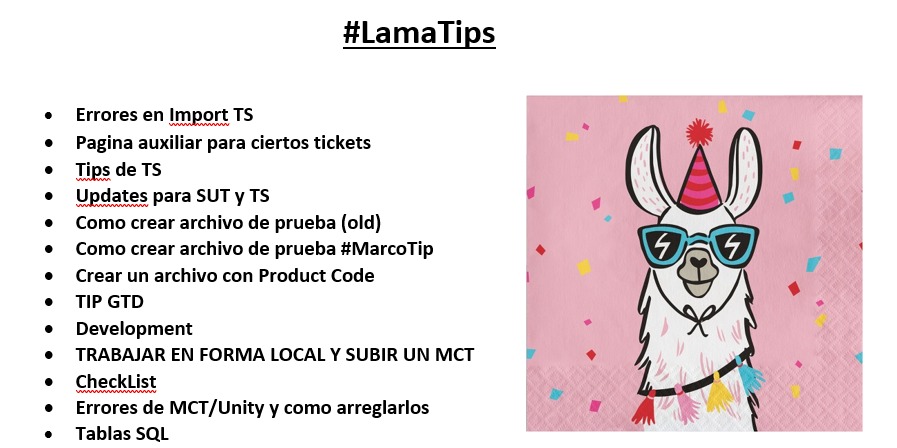 #LamaTips
Errores en Import TS
Pagina auxiliar para ciertos tickets
Tips de TS
Updates para SUT y TS
Como crear archivo de prueba (old)
Como crear archivo de prueba #MarcoTip
Crear un archivo con Product Code
TIP GTD
Development
TRABAJAR EN FORMA LOCAL Y SUBIR UN MCT
CheckList
Errores de MCT/Unity y como arreglarlos
Tablas SQL